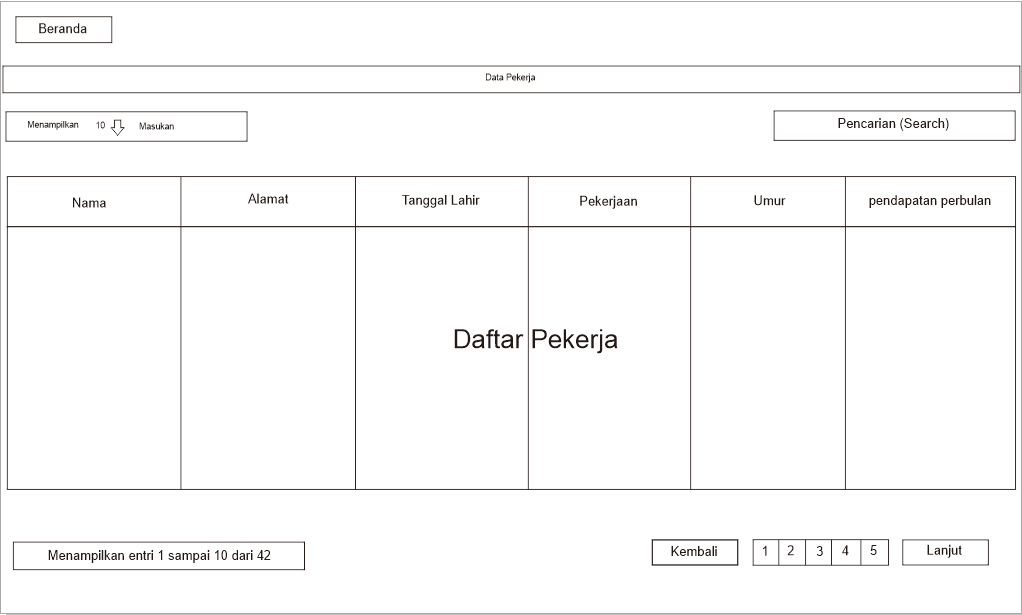 Beranda
Data Pekerja
Menampilkan 10 Masukan
Pencarian (Search)
Nama Alamat Tanggal Lahir Pekerjaan Umur pendapatan perbulan
Daftar Pekerja
Menampilkan entri 1 sampai 10 dari 42
Kembali 1 2 3 4 5 Lanjut